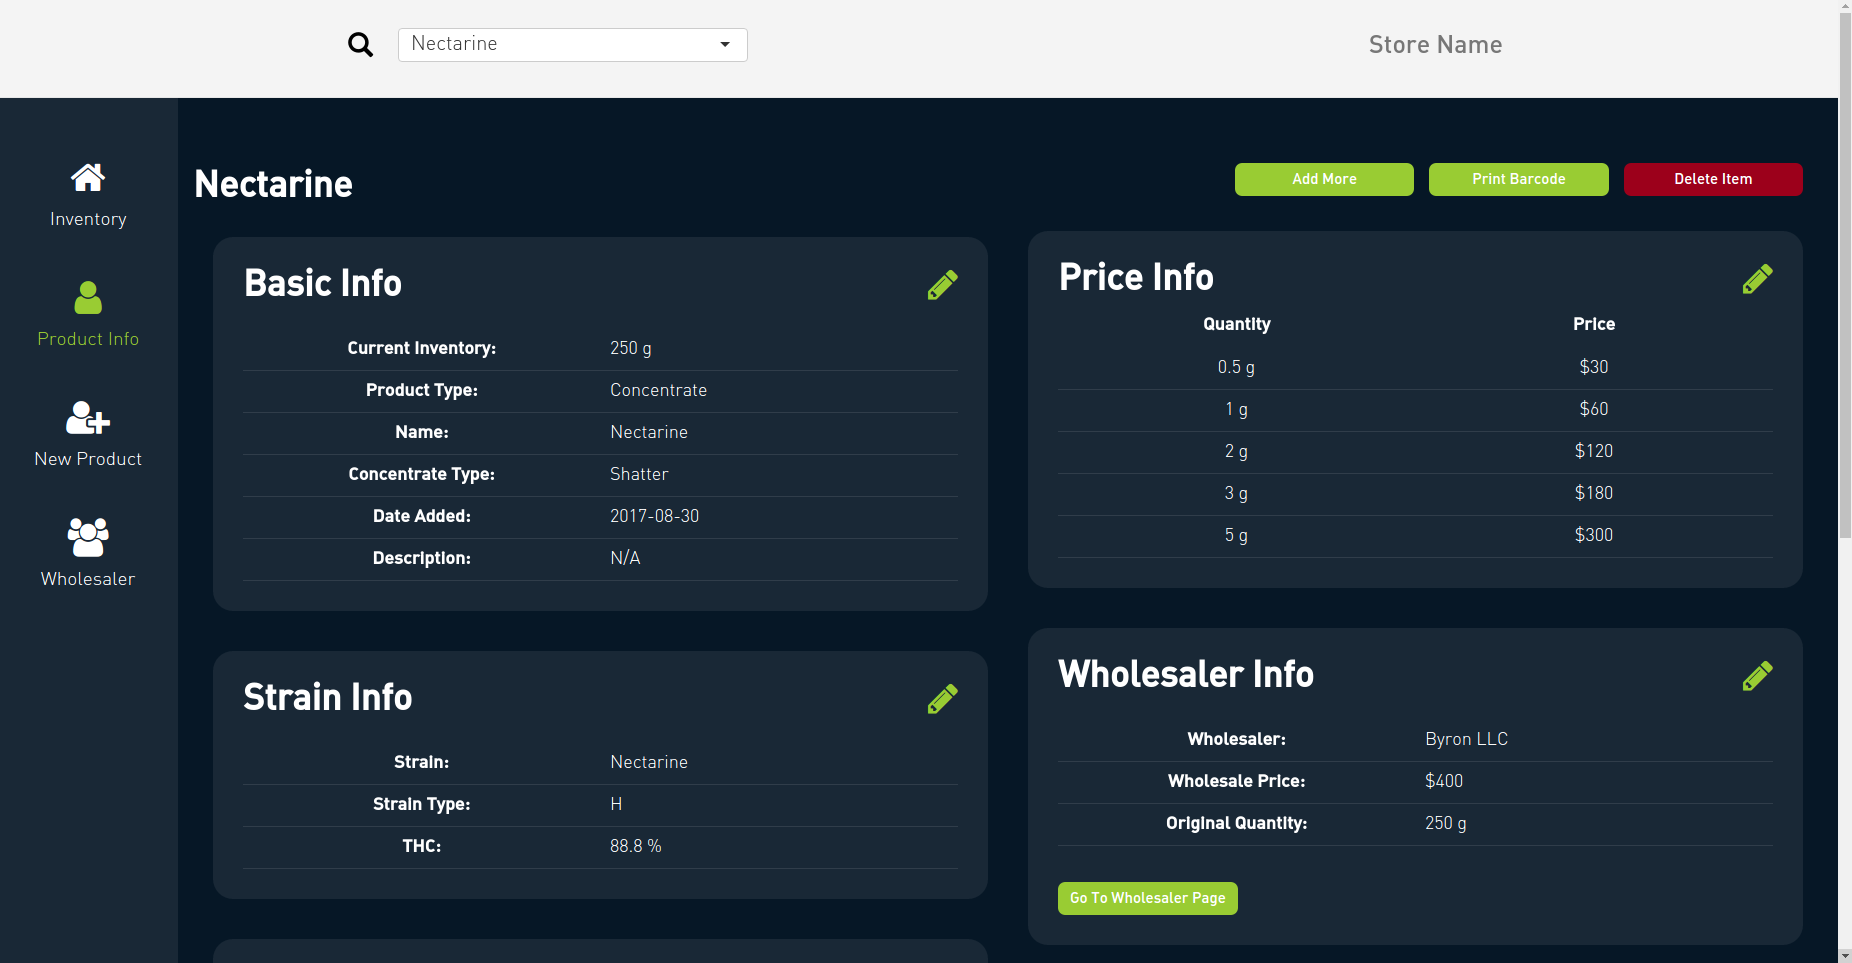 Nectarine
Store Name
Inventory
Product Info
New Product
Wholesaler
Nectarine
Add More
Print Barcode
Delete Item
Basic Info
Current Inventory: 250 g
Product Type: Concentrate
Name: Nectarine
Concentrate Type: Shatter
Date Added: 2017-08-30
Description: N/A
Strain Info
Strain: Nectarine
Strain Type: H
THC: 88.8 %
Price Info
Quantity Price
0.5 g $30
1 g $60
2 g $120
3 g $180
5 g $300
Wholesaler Info
Wholesaler: Byron LLC
Wholesale Price: $400
Original Quantity: 250 g
Go To Wholesaler Page